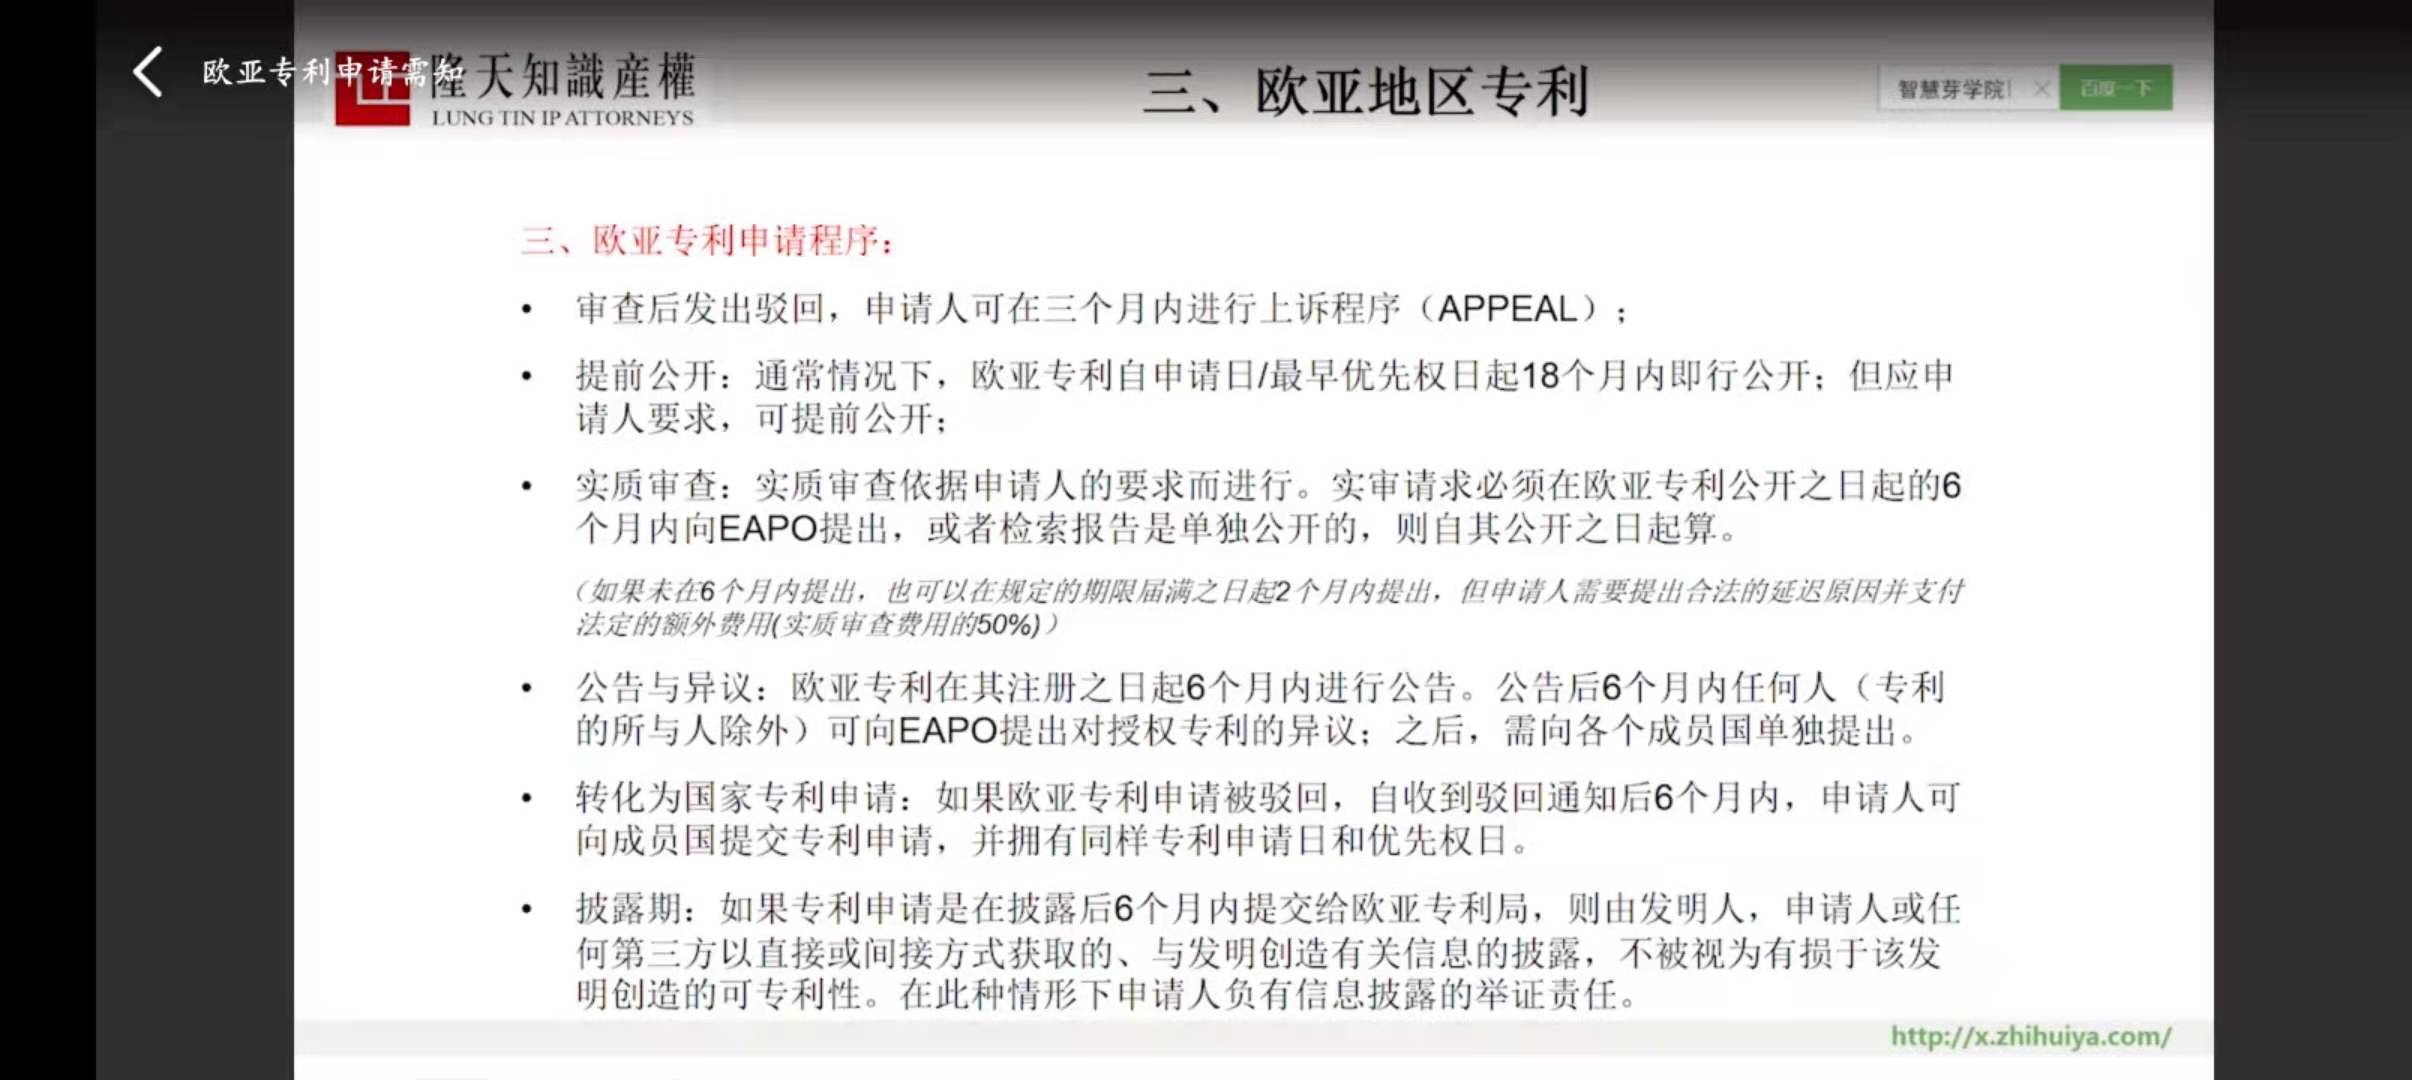 欧亚专利申请需知
隆天知識産權
LUNG TIN IP ATTORNEYS
三、欧亚地区专利
智慧芽学院
百度一下
三、欧亚专利申请程序：
• 审查后发出驳回，申请人可在三个月内进行上诉程序（APPEAL）；
• 提前公开：通常情况下，欧亚专利自申请日/最早优先权日起18个月内即行公开；但应申
请人要求，可提前公开；
• 实质审查：实质审查依据申请人的要求而进行。实审请求必须在欧亚专利公开之日起的6
个月内向EAPO提出，或者检索报告是单独公开的，则自其公开之日起算。
（如果未在6个月内提出，也可以在规定的期限届满之日起2个月内提出，但申请人需要提出合法的延迟原因并支付
法定的额外费用(实质审查费用的50%)）
• 公告与异议：欧亚专利在其注册之日起6个月内进行公告。公告后6个月内任何人（专利
的所与人除外）可向EAPO提出对授权专利的异议；之后，需向各个成员国单独提出。
• 转化为国家专利申请：如果欧亚专利申请被驳回，自收到驳回通知后6个月内，申请人可
向成员国提交专利申请，并拥有同样专利申请日和优先权日。
• 披露期：如果专利申请是在披露后6个月内提交给欧亚专利局，则由发明人，申请人或任
何第三方以直接或间接方式获取的、与发明创造有关信息的披露，不被视为有损于该发
明创造的可专利性。在此种情形下申请人负有信息披露的举证责任。
http://x.zhihuiya.com/